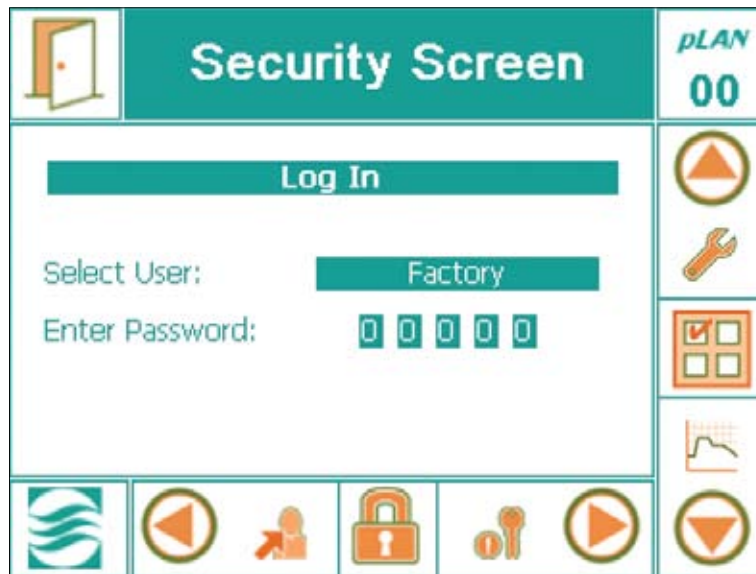 Security Screen
pLAN
00
Log In
Select User: Factory
Enter Password: 0 0 0 0 0